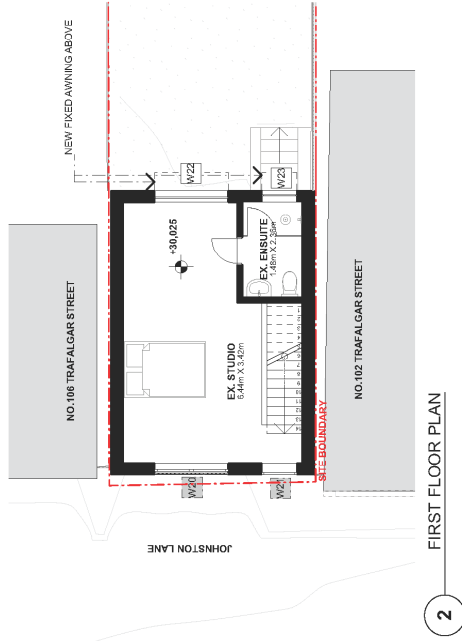 NEW FIXED AWNING ABOVE
W22
W23
NO.106 TRAFALGAR STREET
+30,025
EX. ENSUITE
1.48m X 2.36m
EX. STUDIO
6.44m X 3.42m
NO.102 TRAFALGAR STREET
SITE BOUNDARY
W20
W21
JOHNSTON LANE
2
FIRST FLOOR PLAN